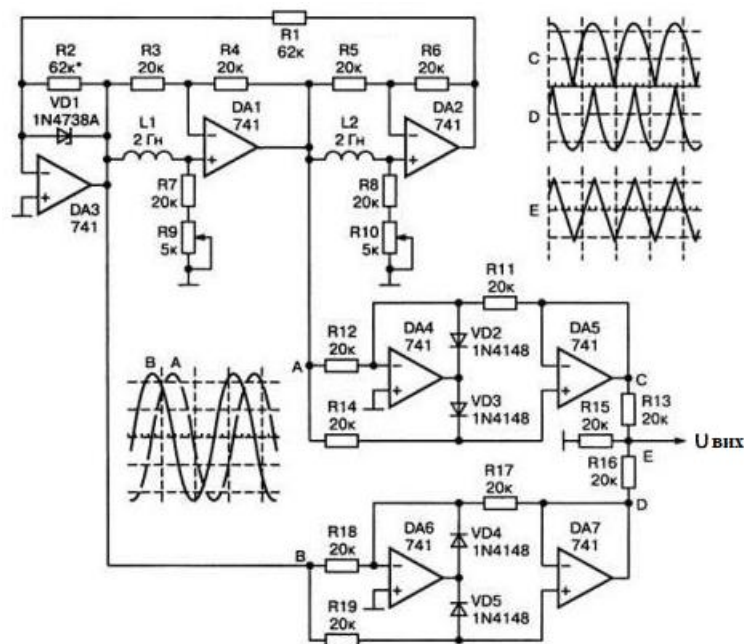 R1
62к
R2
62к*
R3
20к
R4
20к
R5
20к
R6
20к
VD1
1N4738A
L1
2 Гн
DA1
741
L2
2 Гн
DA2
741
DA3
741
R7
20к
R9
5к
R8
20к
R10
5к
C
D
E
R11
20к
R12
20к
DA4
741
VD2
1N4148
DA5
741
A
VD3
1N4148
R14
20к
C
R13
20к
R15
20к
U вих
E
R16
20к
B A
R17
20к
D
R18
20к
DA6
741
VD4
1N4148
DA7
741
B
VD5
1N4148
R19
20к